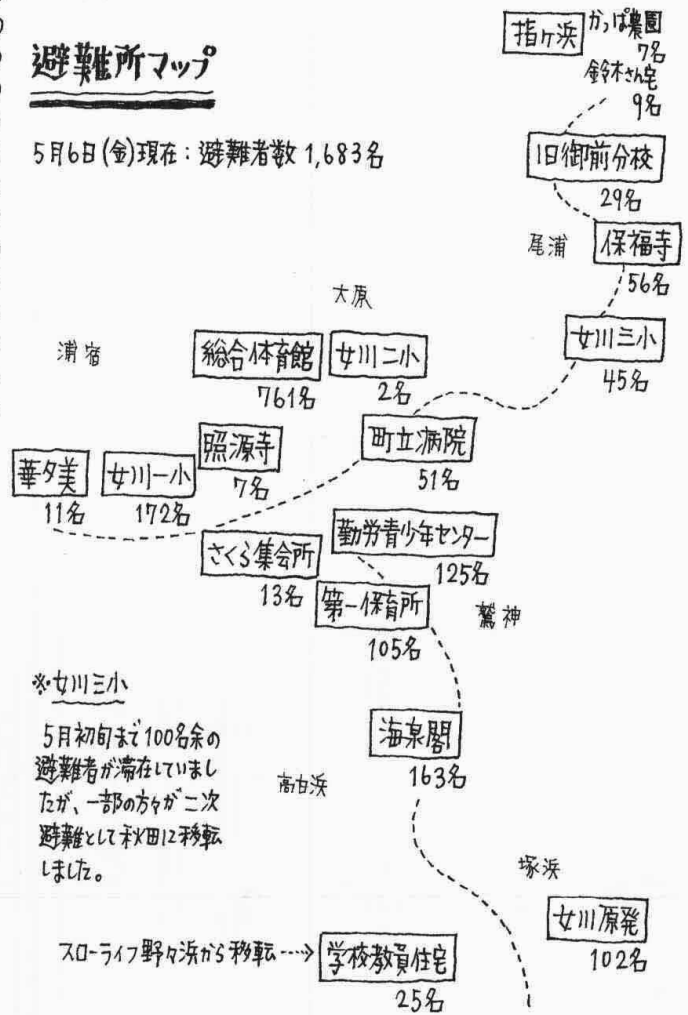 避難所マップ
5月6日(金)現在:避難者数 1,683名
指ヶ浜
かっぱ農園
7名
鈴木さん宅
9名
旧御前分校
29名
尾浦
保福寺
56名
大原
女川三小
45名
浦宿
総合体育館
761名
女川二小
2名
町立病院
51名
照源寺
7名
華夕美
11名
女川一小
172名
さくら集会所
13名
勤労青少年センター
125名
第一保育所
105名
鷲神
※女川三小
5月初旬まで100名余の
避難者が滞在していまし
たが、一部の方々が二次
避難として秋田に移転
しました。
海泉閣
163名
高白浜
塚浜
女川原発
102名
スローライフ野々浜から移転
学校教員住宅
25名